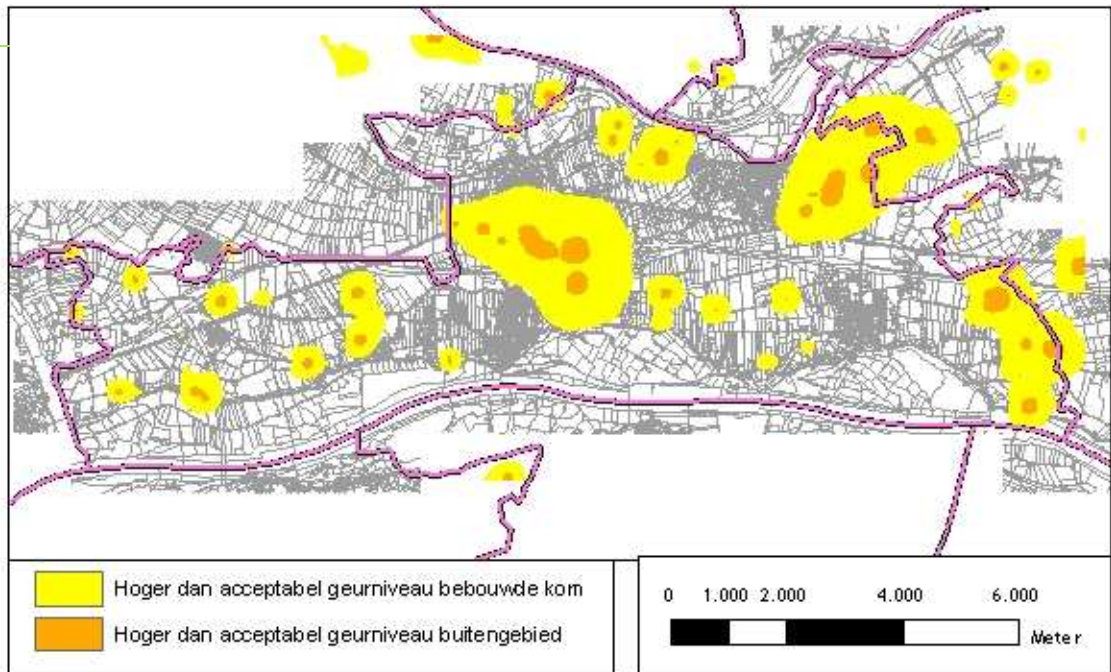 Hoger dan acceptabel geurniveau bebouwde kom
Hoger dan acceptabel geurniveau buitengebied
0 1.000 2.000 4.000 6.000
Meter